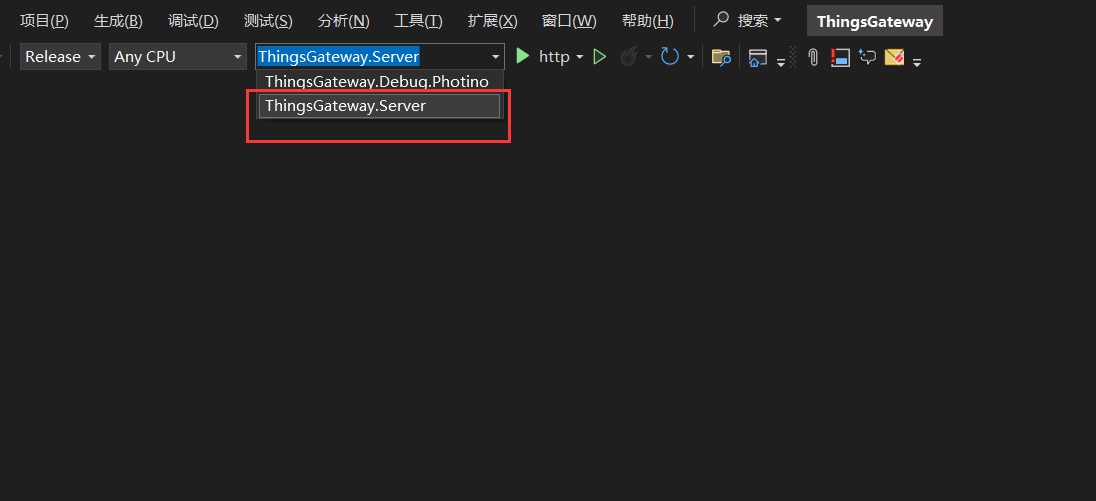 项目(P) 生成(B) 调试(D) 测试(S) 分析(N) 工具(T) 扩展(X) 窗口(W) 帮助(H) 搜索 ThingsGateway
Release Any CPU ThingsGateway.Server http
ThingsGateway.Debug.Photino
ThingsGateway.Server